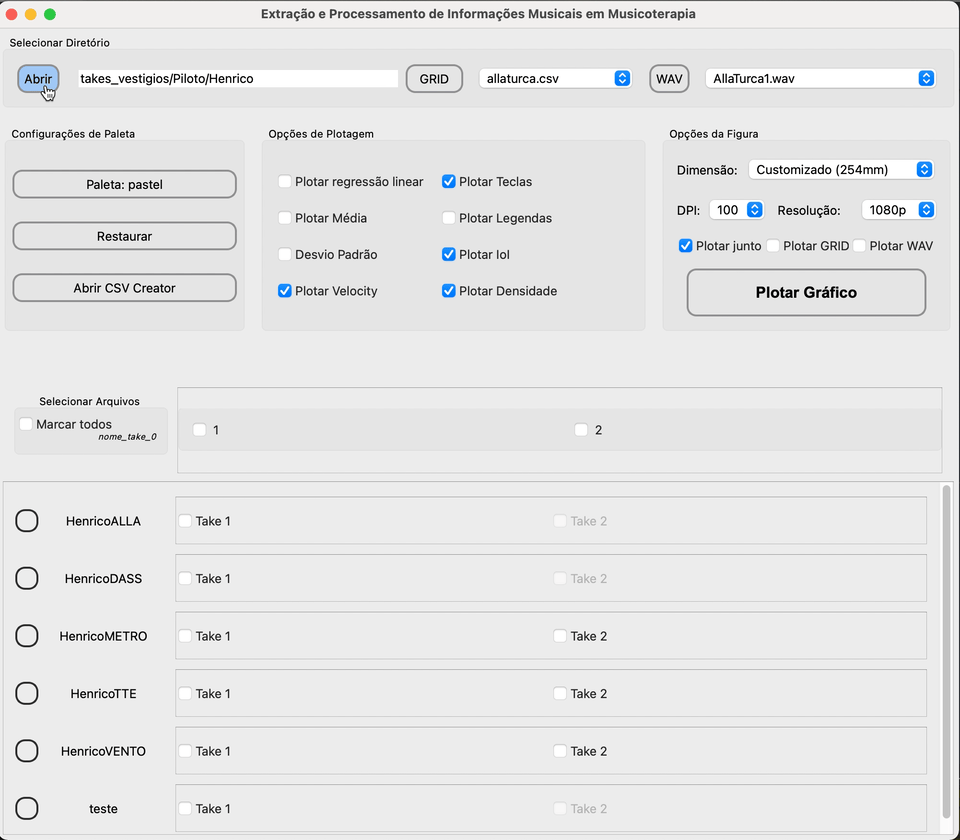 Extração e Processamento de Informações Musicais em Musicoterapia
Selecionar Diretório
Abrir takes_vestigios/Piloto/Henrico GRID allaturca.csv WAV AllaTurca1.wav
Configurações de Paleta
Paleta: pastel
Restaurar
Abrir CSV Creator
Opções de Plotagem
Plotar regressão linear Plotar Teclas
Plotar Média Plotar Legendas
Desvio Padrão Plotar IoI
Plotar Velocity Plotar Densidade
Opções da Figura
Dimensão: Customizado (254mm)
DPI: 100 Resolução: 1080p
Plotar junto Plotar GRID Plotar WAV
Plotar Gráfico
Selecionar Arquivos
Marcar todos
nome_take_0
1 2
HenricoALLA Take 1 Take 2
HenricoDASS Take 1 Take 2
HenricoMETRO Take 1 Take 2
HenricoTTE Take 1 Take 2
HenricoVENTO Take 1 Take 2
teste Take 1 Take 2